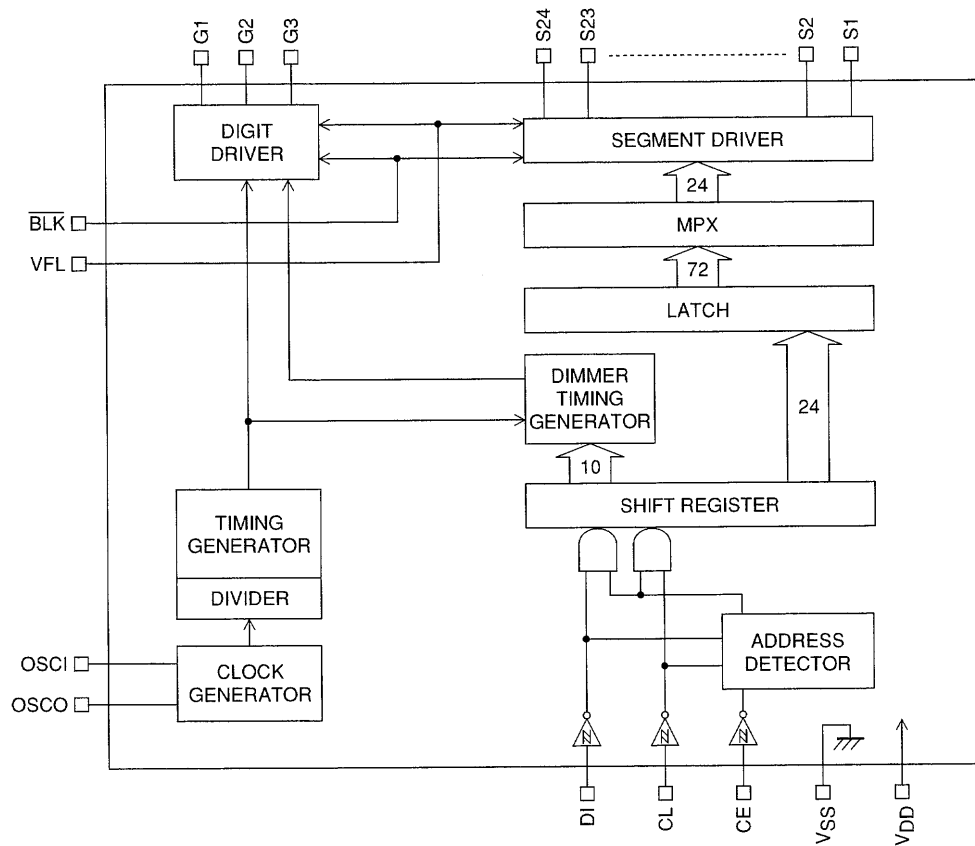 G1
G2
G3
S24
S23
S2
S1
DIGIT
DRIVER
SEGMENT DRIVER
24
BLK
MPX
VFL
72
LATCH
DIMMER
TIMING
GENERATOR
24
10
SHIFT REGISTER
TIMING
GENERATOR
DIVIDER
OSCI
CLOCK
GENERATOR
OSCO
ADDRESS
DETECTOR
DI
CL
CE
VSS
VDD